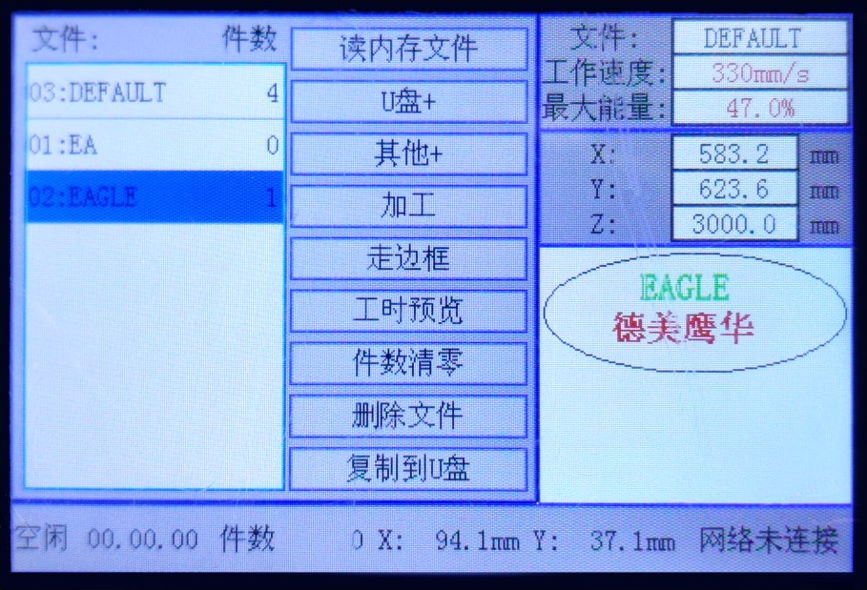 文件: 件数
03:DEFAULT 4
01:EA 0
02:EAGLE 1
读内存文件
U盘+
其他+
加工
走边框
工时预览
件数清零
删除文件
复制到U盘
文件: DEFAULT
工作速度: 330mm/s
最大能量: 47.0%
X: 583.2 mm
Y: 623.6 mm
Z: 3000.0 mm
EAGLE
德美鹰华
空闲 00.00.00 件数 0 X: 94.1mm Y: 37.1mm 网络未连接